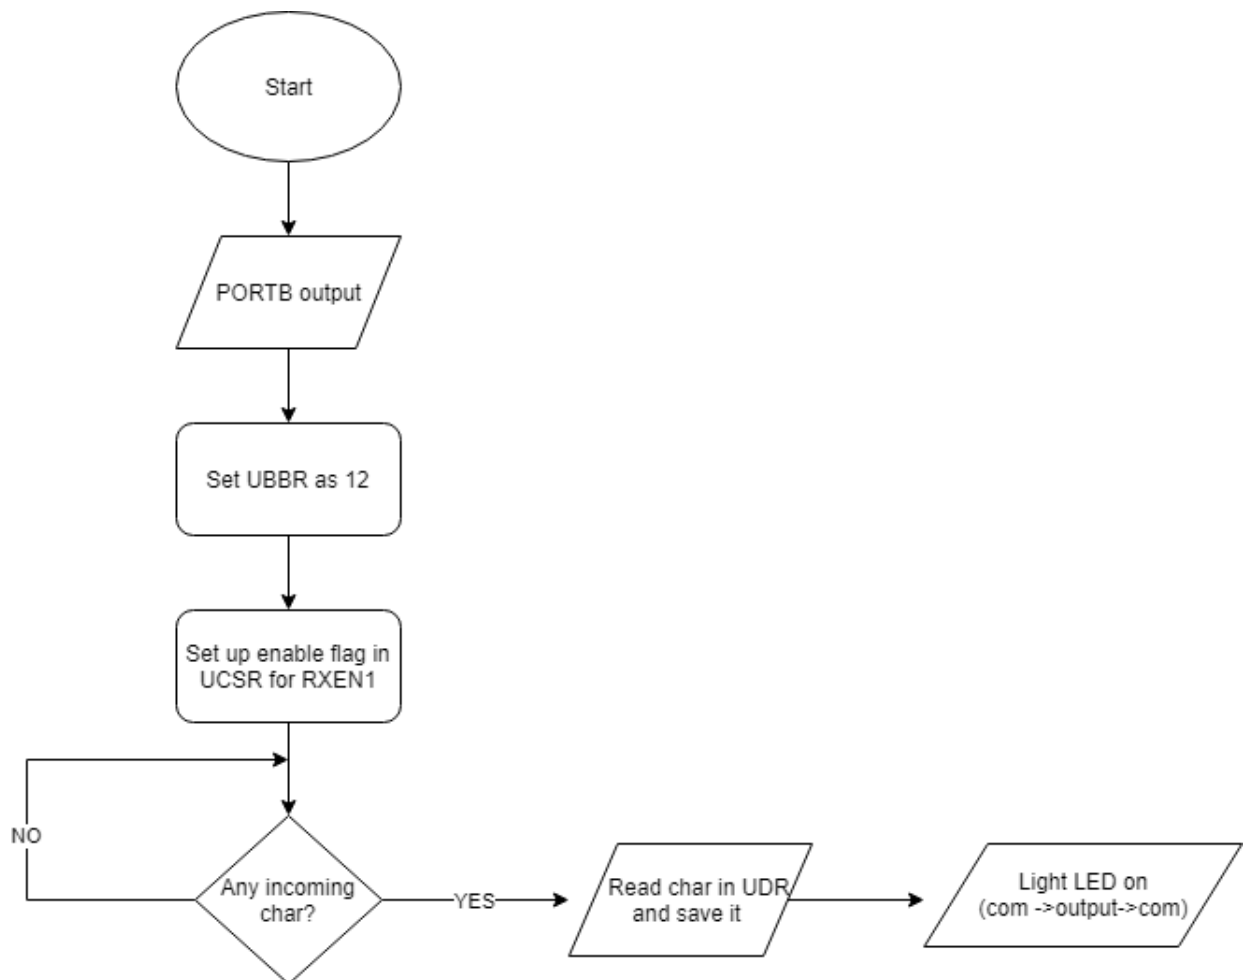 Start
PORTB output
Set UBBR as 12
Set up enable flag in
UCSR for RXEN1
NO
Any incoming
char?
YES
Read char in UDR
and save it
Light LED on
(com ->output->com)